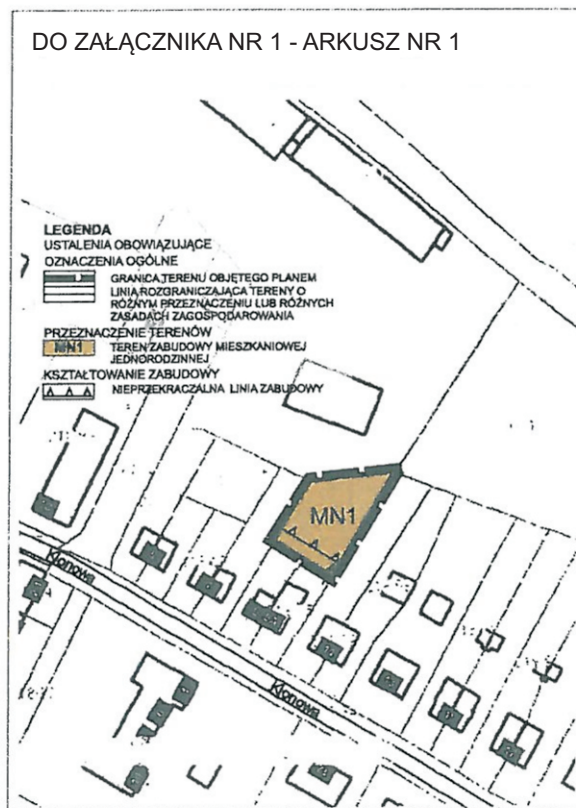 DO ZAŁĄCZNIKA NR 1 - ARKUSZ NR 1
LEGENDA
USTALENIA OBOWIĄZUJĄCE
OZNACZENIA OGÓLNE
GRANICA TERENU OBJĘTEGO PLANEM
LINIA ROZGRANICZAJĄCA TERENY O
RÓŻNYM PRZEZNACZENIU LUB RÓŻNYCH
ZASADACH ZAGOSPODAROWANIA
PRZEZNACZENIE TERENÓW
MN1
TEREN ZABUDOWY MIESZKANIOWEJ
JEDNORODZINNEJ
KSZTAŁTOWANIE ZABUDOWY
NIEPRZEKRACZALNA LINIA ZABUDOWY
MN1
Klonowa
Klonowa